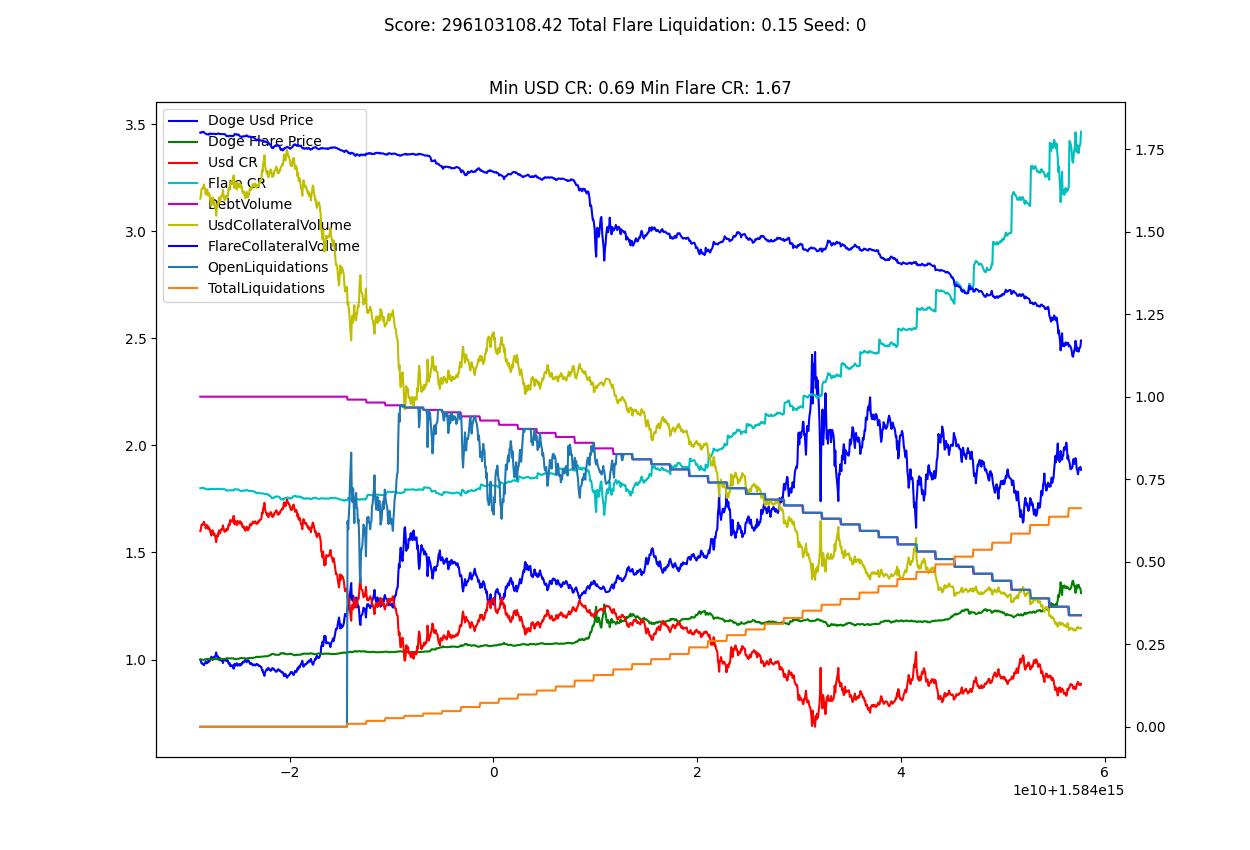 Score: 296103108.42 Total Flare Liquidation: 0.15 Seed: 0
Min USD CR: 0.69 Min Flare CR: 1.67
Doge Usd Price
Doge Flare Price
Usd CR
Flare CR
DebtVolume
UsdCollateralVolume
FlareCollateralVolume
OpenLiquidations
TotalLiquidations
3.5
3.0
2.5
2.0
1.5
1.0
1.75
1.50
1.25
1.00
0.75
0.50
0.25
0.00
−2
0
2
4
6
1e10+1.584e15